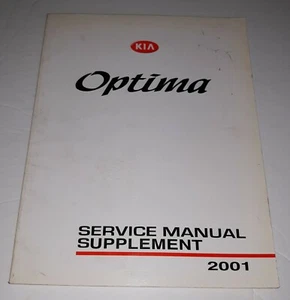 KIA
Optima
SERVICE MANUAL
SUPPLEMENT
2001